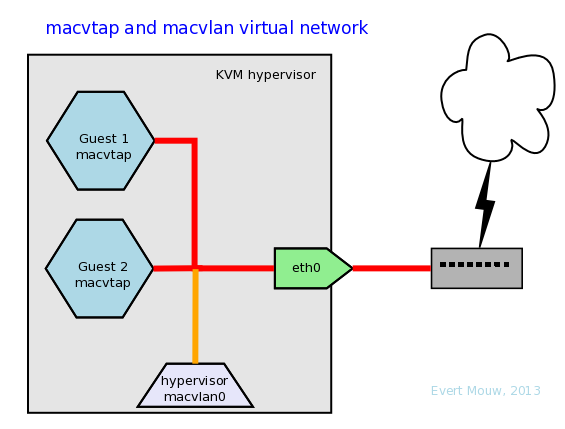 macvtap and macvlan virtual network
KVM hypervisor
Guest 1
macvtap
Guest 2
macvtap
eth0
hypervisor
macvlan0
Evert Mouw, 2013